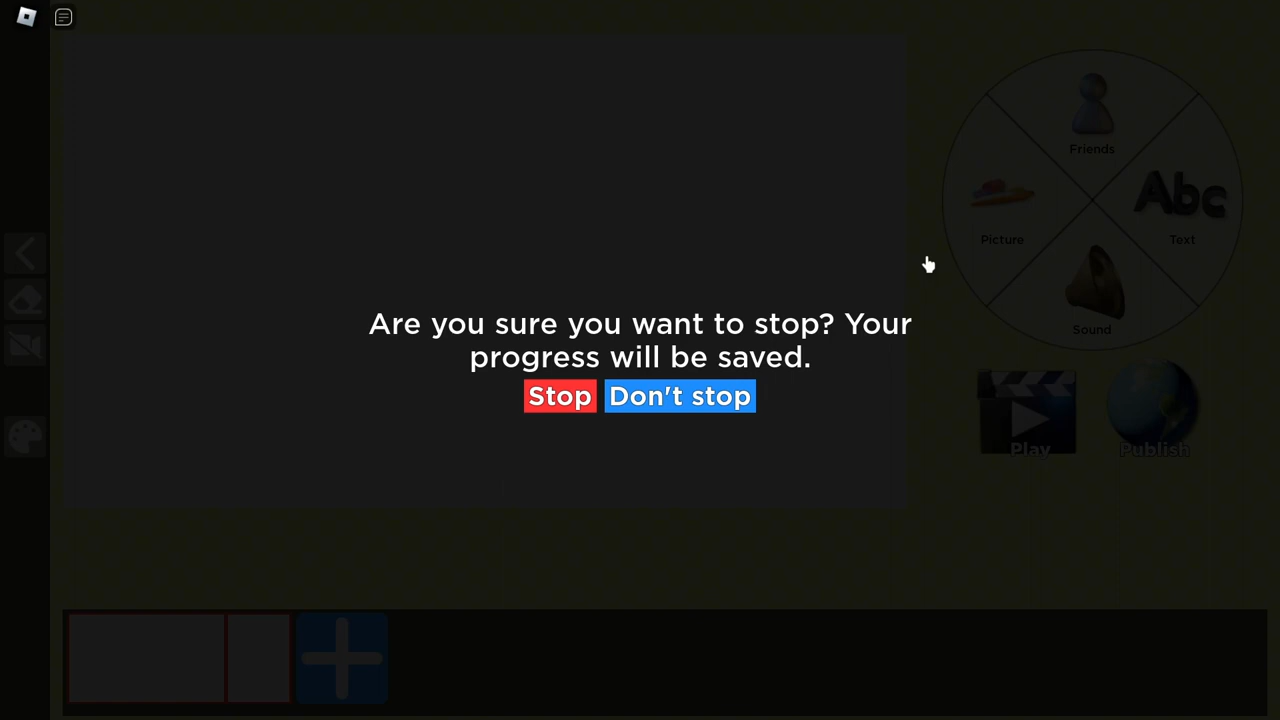 Friends
Abc
Picture
Text
Sound
Are you sure you want to stop? Your
progress will be saved.
Stop
Don't stop
Play
Publish